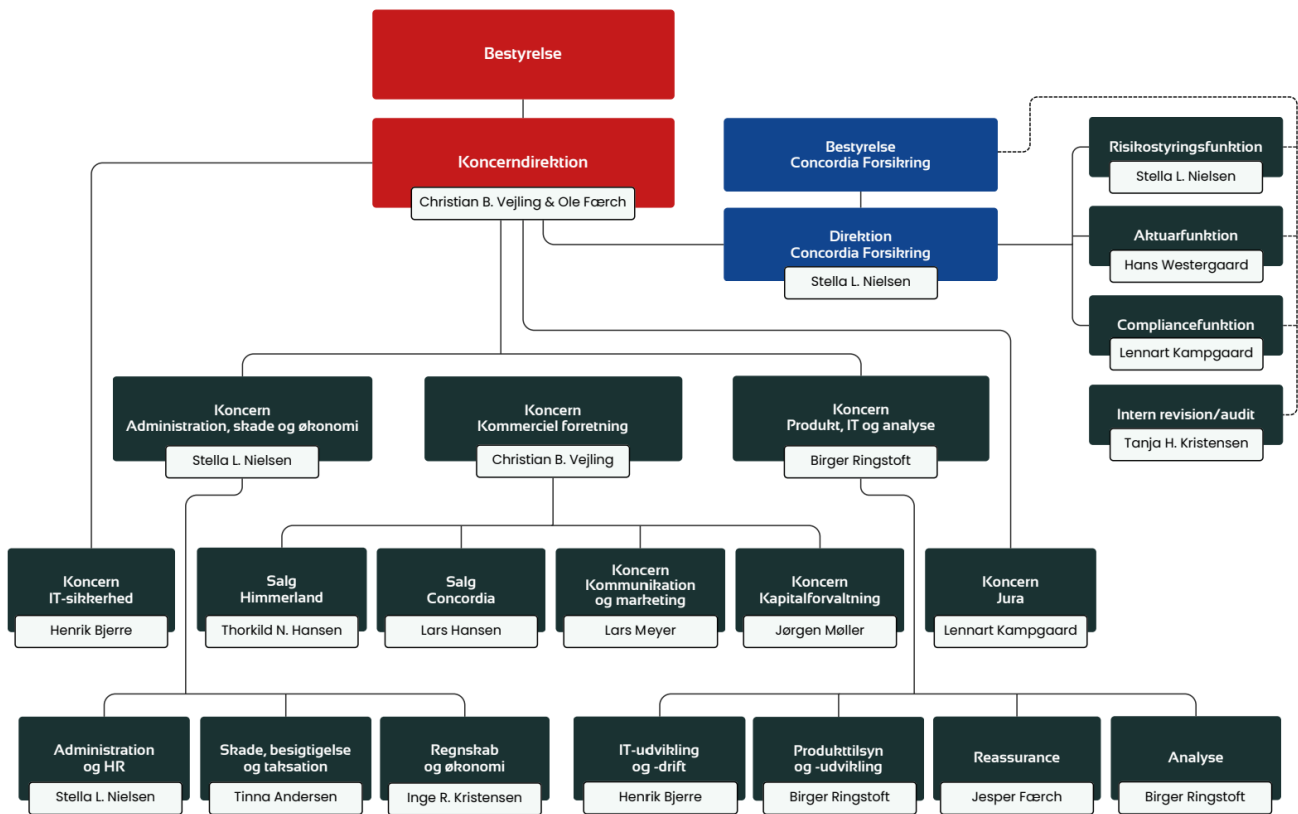 Bestyrelse
Koncerndirektion
Christian B. Vejling & Ole Færch
Bestyrelse
Concordia Forsikring
Direktion
Concordia Forsikring
Stella L. Nielsen
Risikostyringsfunktion
Stella L. Nielsen
Aktuarfunktion
Hans Westergaard
Compliancefunktion
Lennart Kampgaard
Intern revision/audit
Tanja H. Kristensen
Koncern
Administration, skade og økonomi
Stella L. Nielsen
Koncern
Kommerciel forretning
Christian B. Vejling
Koncern
Produkt, IT og analyse
Birger Ringstoft
Koncern
IT-sikkerhed
Henrik Bjerre
Salg
Himmerland
Thorkild N. Hansen
Salg
Concordia
Lars Hansen
Koncern
Kommunikation
og marketing
Lars Meyer
Koncern
Kapitalforvaltning
Jørgen Møller
Koncern
Jura
Lennart Kampgaard
Administration
og HR
Stella L. Nielsen
Skade, besigtigelse
og taksation
Tinna Andersen
Regnskab
og økonomi
Inge R. Kristensen
IT-udvikling
og -drift
Henrik Bjerre
Produkttilsyn
og -udvikling
Birger Ringstoft
Reassurance
Jesper Færch
Analyse
Birger Ringstoft